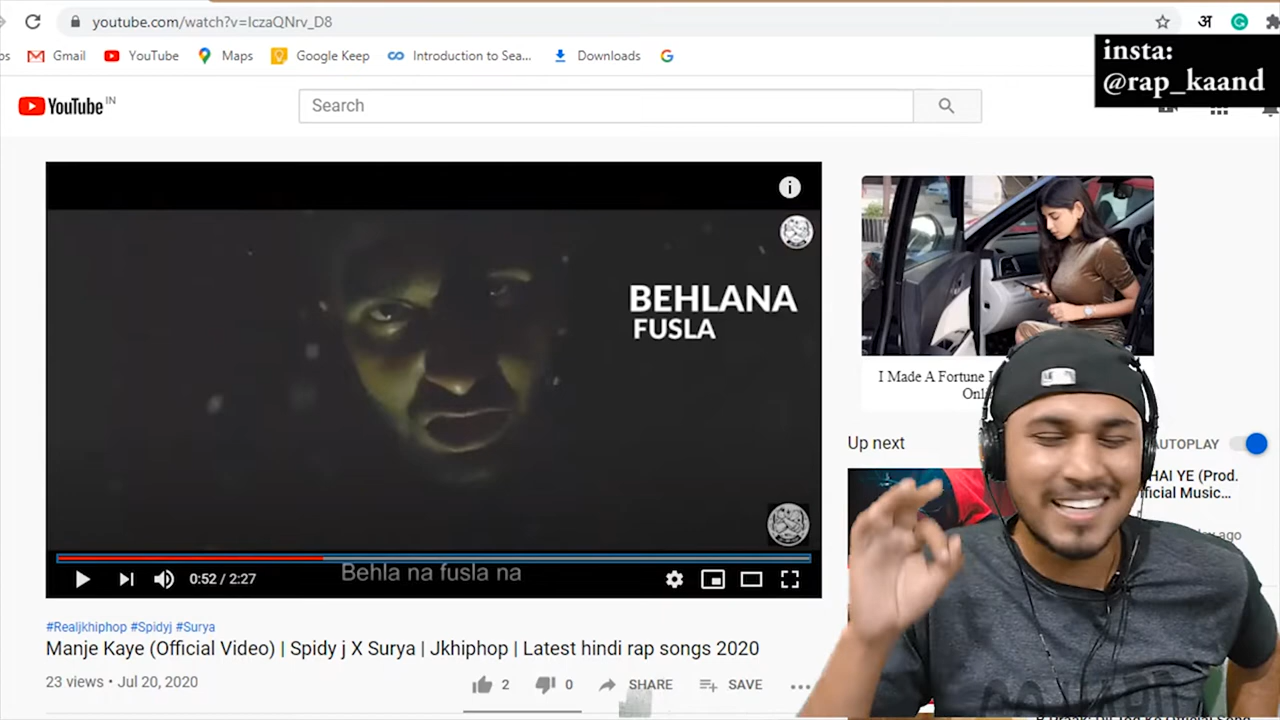 youtube.com/watch?v=IczaQNrv_D8
Gmail YouTube Maps Google Keep Introduction to Sea... Downloads
insta:
@rap_kaand
YouTube IN
Search
BEHLANA
FUSLA
Behla na fusla na
0:52 / 2:27
I Made A Fortune
Up next
AUTOPLAY
HAI YE (Prod.
ficial Music...
ago
#Realjkhiphop #Spidyj #Surya
Manje Kaye (Official Video) | Spidy j X Surya | Jkhiphop | Latest hindi rap songs 2020
23 views • Jul 20, 2020
2 0 SHARE SAVE